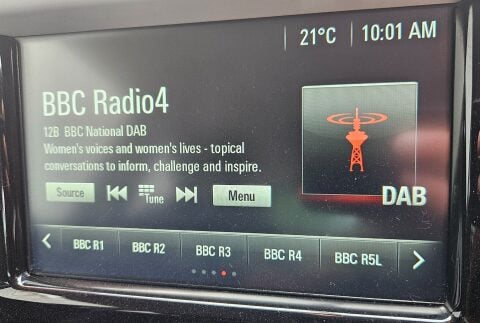 21°C 10:01 AM
BBC Radio4
12B BBC National DAB
Women's voices and women's lives - topical
conversations to inform, challenge and inspire.
Source Tune Menu
DAB
BBC R1 BBC R2 BBC R3 BBC R4 BBC R5L